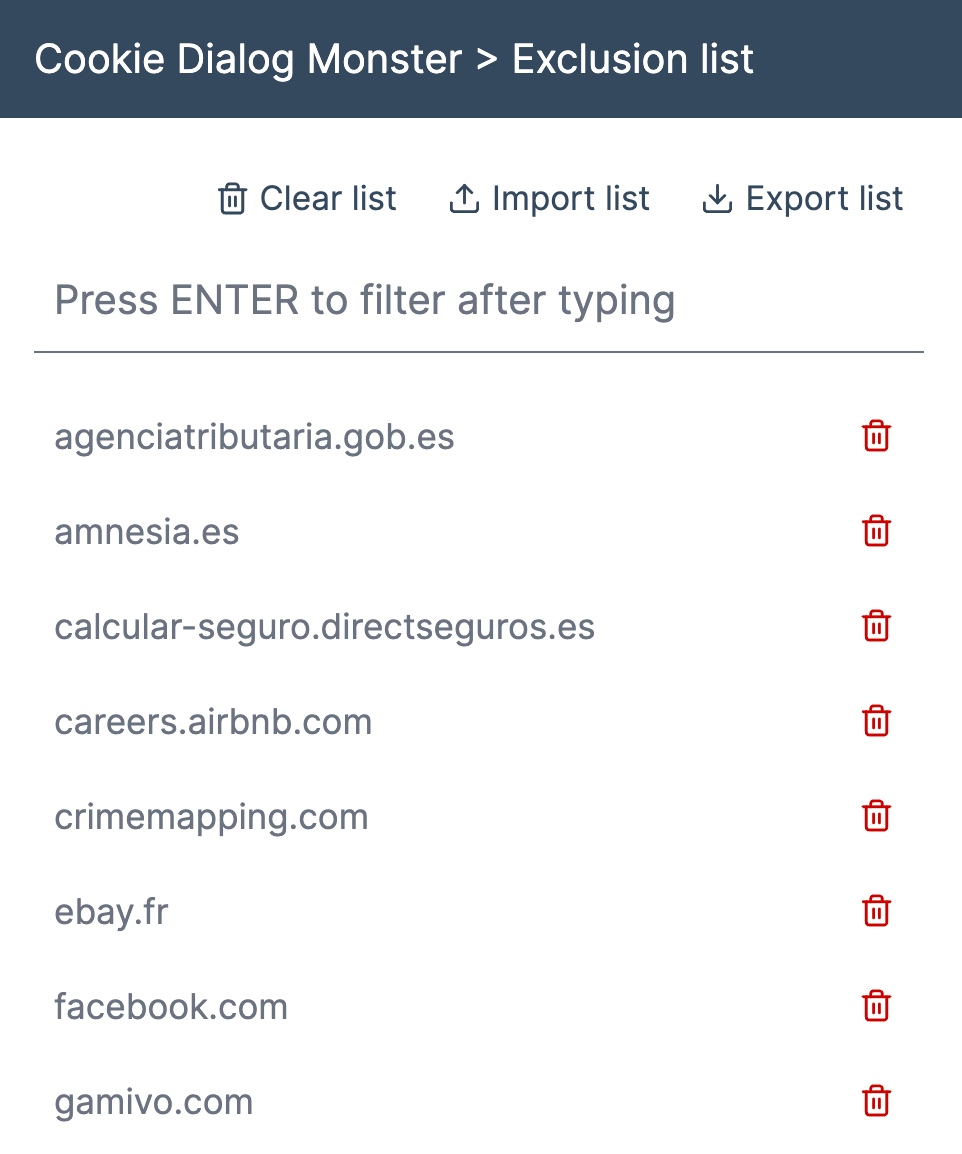 Cookie Dialog Monster > Exclusion list
Clear list Import list Export list
Press ENTER to filter after typing
agenciatributaria.gob.es
amnesia.es
calcular-seguro.directseguros.es
careers.airbnb.com
crimemapping.com
ebay.fr
facebook.com
gamivo.com